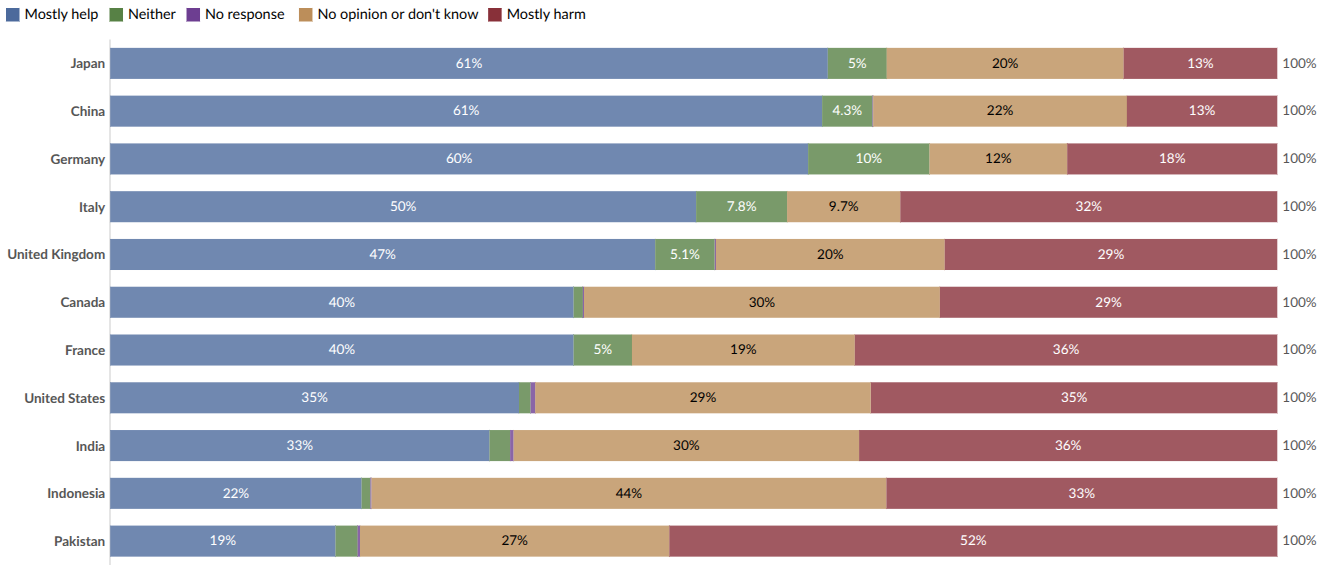 Mostly help Neither No response No opinion or don't know Mostly harm
Japan 61% 5% 20% 13% 100%
China 61% 4.3% 22% 13% 100%
Germany 60% 10% 12% 18% 100%
Italy 50% 7.8% 9.7% 32% 100%
United Kingdom 47% 5.1% 20% 29% 100%
Canada 40% 30% 29% 100%
France 40% 5% 19% 36% 100%
United States 35% 29% 35% 100%
India 33% 30% 36% 100%
Indonesia 22% 44% 33% 100%
Pakistan 19% 27% 52% 100%